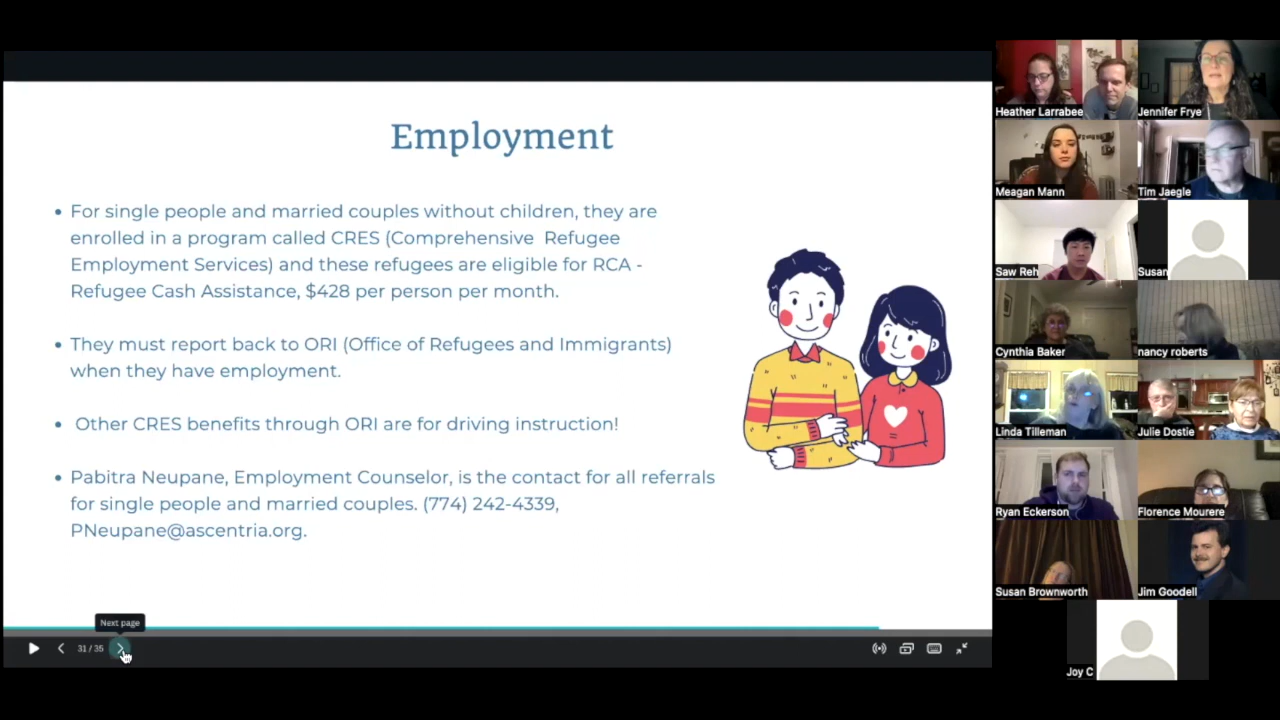 Employment
• For single people and married couples without children, they are
enrolled in a program called CRES (Comprehensive Refugee
Employment Services) and these refugees are eligible for RCA -
Refugee Cash Assistance, $428 per person per month.
• They must report back to ORI (Office of Refugees and Immigrants)
when they have employment.
• Other CRES benefits through ORI are for driving instruction!
• Pabitra Neupane, Employment Counselor, is the contact for all referrals
for single people and married couples. (774) 242-4339,
PNeupane@ascentria.org.
Next page
31 / 35
Heather Larrabee
Jennifer Frye
Meagan Mann
Tim Jaegle
Saw Reh
Susan
Cynthia Baker
nancy roberts
Linda Tilleman
Julie Dostie
Ryan Eckerson
Florence Mourere
Susan Brownworth
Jim Goodell
Joy C